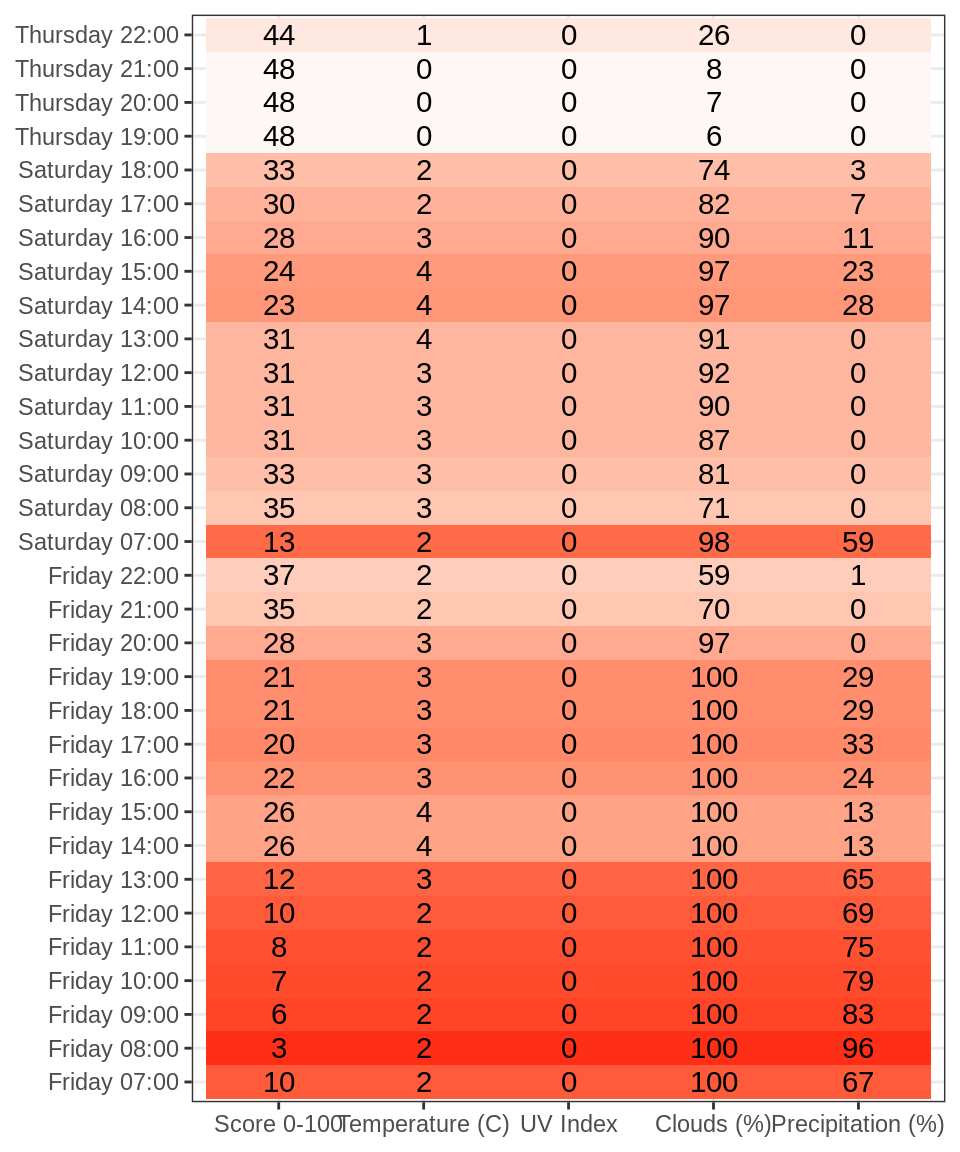 Thursday 22:00 44 1 0 26 0
Thursday 21:00 48 0 0 8 0
Thursday 20:00 48 0 0 7 0
Thursday 19:00 48 0 0 6 0
Saturday 18:00 33 2 0 74 3
Saturday 17:00 30 2 0 82 7
Saturday 16:00 28 3 0 90 11
Saturday 15:00 24 4 0 97 23
Saturday 14:00 23 4 0 97 28
Saturday 13:00 31 4 0 91 0
Saturday 12:00 31 3 0 92 0
Saturday 11:00 31 3 0 90 0
Saturday 10:00 31 3 0 87 0
Saturday 09:00 33 3 0 81 0
Saturday 08:00 35 3 0 71 0
Saturday 07:00 13 2 0 98 59
Friday 22:00 37 2 0 59 1
Friday 21:00 35 2 0 70 0
Friday 20:00 28 3 0 97 0
Friday 19:00 21 3 0 100 29
Friday 18:00 21 3 0 100 29
Friday 17:00 20 3 0 100 33
Friday 16:00 22 3 0 100 24
Friday 15:00 26 4 0 100 13
Friday 14:00 26 4 0 100 13
Friday 13:00 12 3 0 100 65
Friday 12:00 10 2 0 100 69
Friday 11:00 8 2 0 100 75
Friday 10:00 7 2 0 100 79
Friday 09:00 6 2 0 100 83
Friday 08:00 3 2 0 100 96
Friday 07:00 10 2 0 100 67
Score 0-100 Temperature (C) UV Index Clouds (%) Precipitation (%)